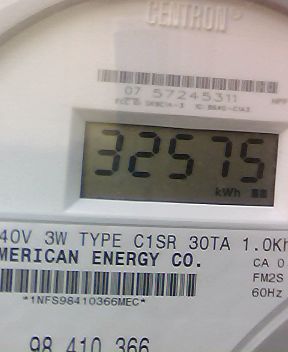 CENTRON®
07 57245311
32575
kWh
40V 3W TYPE C1SR 30TA 1.0Kh
MERICAN ENERGY CO.
CA 0
FM2S
60Hz
*1NFS98410366MEC*
98 410 366